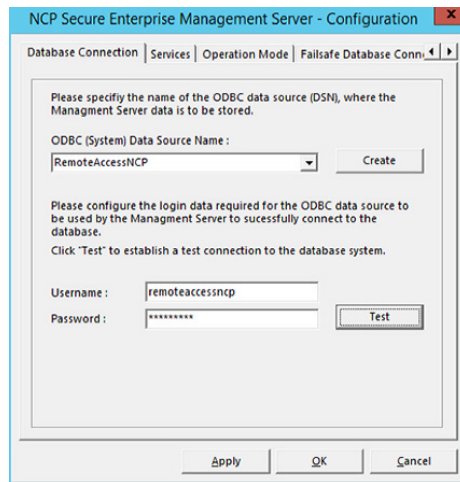 NCP Secure Enterprise Management Server - Configuration
x
Database Connection
Services
Operation Mode
Failsafe Database Conn
Please specifiy the name of the ODBC data source (DSN), where the
Managment Server data is to be stored.
ODBC (System) Data Source Name :
RemoteAccessNCP
Create
Please configure the login data required for the ODBC data source to
be used by the Managment Server to sucessfully connect to the
database.
Click "Test" to establish a test connection to the database system.
Username :
remoteaccessncp
Password :
*********
Test
Apply
OK
Cancel